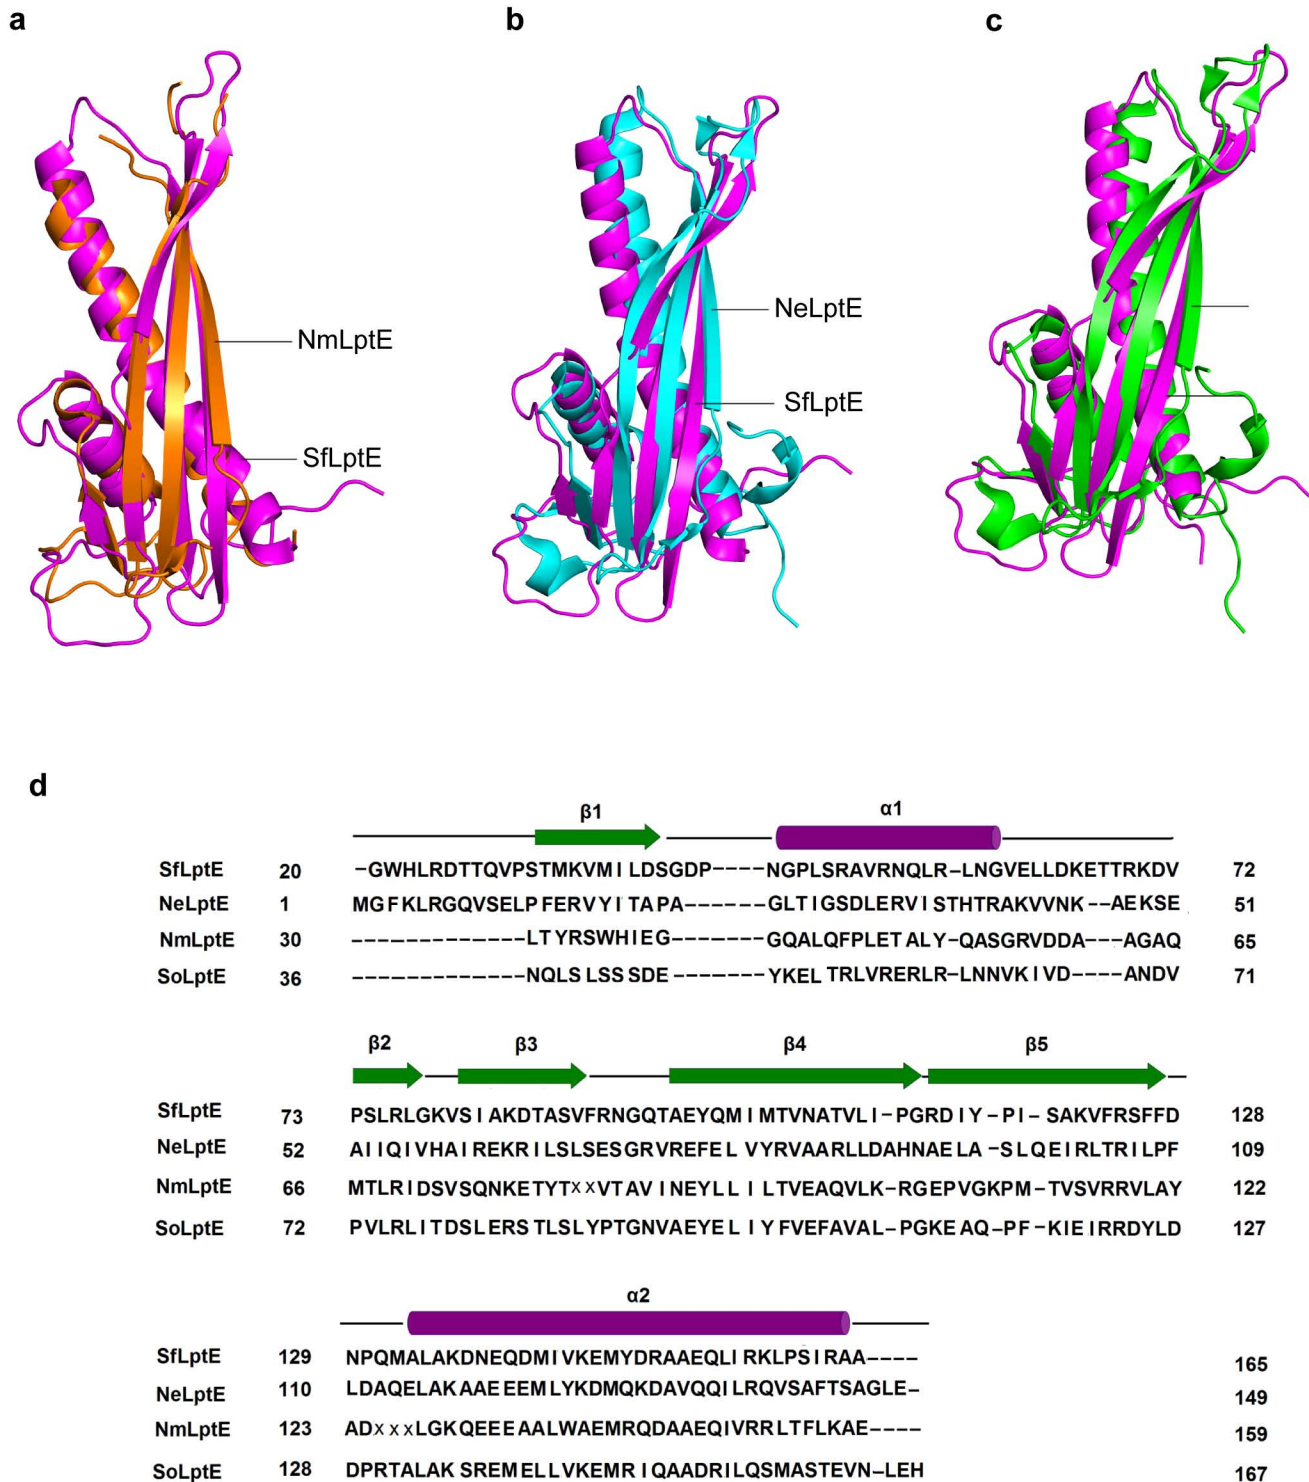 a
b
c
NmLptE
SfLptE
NeLptE
SfLptE
d
β1
α1
SfLptE 20 –GWHLRDTTQVPSTMKVMILDSGDP––––NGPLSRAVRNQLR–LNGVELLDKETTRKDV 72
NeLptE 1 MGFKLRGQVSELPFERVYITAPA––––––GLTIGSDLERVISTHTRAKVVNK––AEKSE 51
NmLptE 30 –––––––––––––LTYRSWHIEG–––––––GQALQFPLETALY–QASGRVDDA–––AGAQ 65
SoLptE 36 –––––––––––––NQLSLSSSDE–––––––YKELTRLVRERLR–LNNVKIVD––––ANDV 71
β2
β3
β4
β5
SfLptE 73 PSLRLGKVSIAKDTASVFRNGQTAEYQMIMTVNATVLI–PGRDIY–PI–SAKVFRSFFD 128
NeLptE 52 AIIQIVHAIREKRILSLSESGRVREFELVYRVAARLLDAHNAELA–SLQEIRLTRILPF 109
NmLptE 66 MTLRIDSVSQNKETYTxxVTAVINEYLLILTVEAQVLK–RGEPVGKPM–TVSVRRVLAY 122
SoLptE 72 PVLRLITDSLERSTLSLYPTGNVAEYELIYFVEFAVAL–PGKEAQ–PF–KIEIRRDYLD 127
α2
SfLptE 129 NPQMALAKDNEQDMIVKEMYDRAAEQLIRKLPSIRAA–––– 165
NeLptE 110 LDAQELAKAAEEEMLYKDMQKDAVQQILRQVSAFTSAGLE– 149
NmLptE 123 ADxxxLGKQEEEAALWAEMRQDAAEQIVRRLTFLKAE–––– 159
SoLptE 128 DPRTALAKSREMELLVKEMRIQAADRILQSMASTEVN–LEH 167